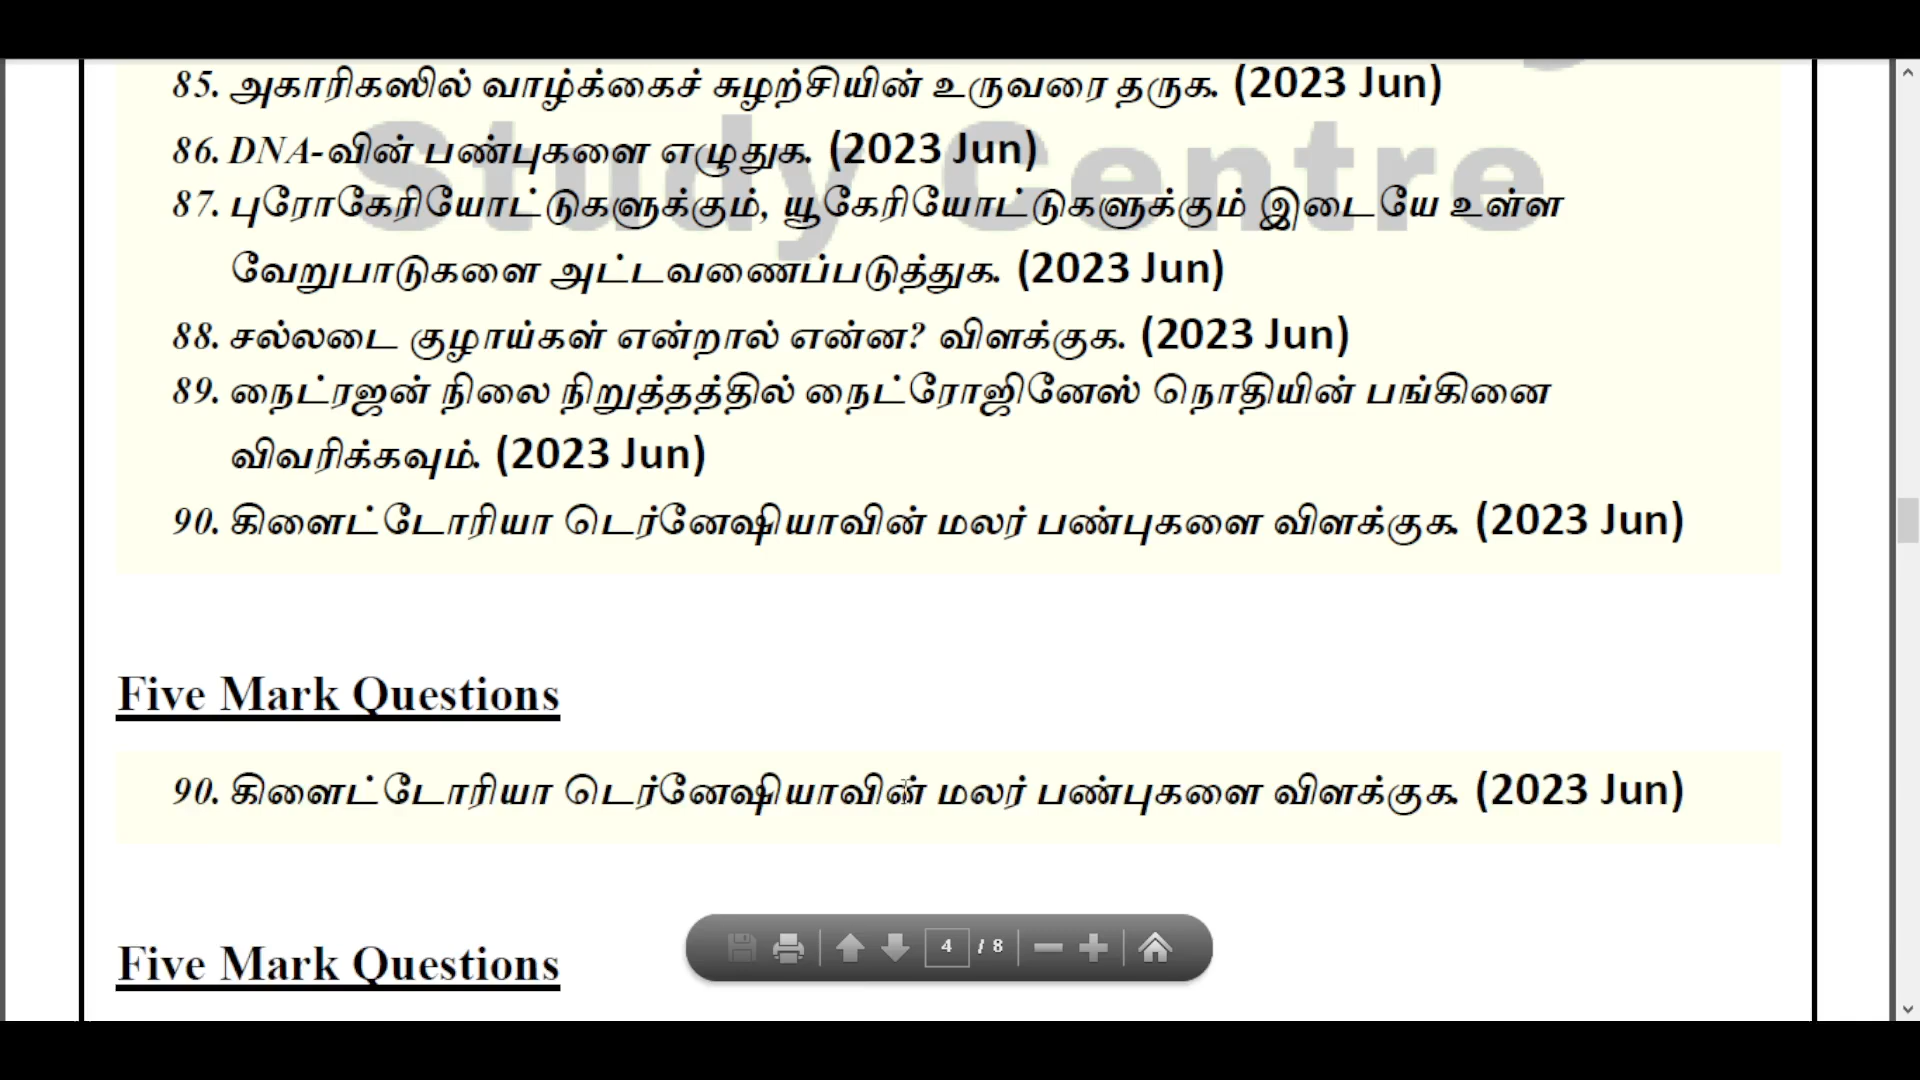 85. அகாரிகஸில் வாழ்க்கைச் சுழற்சியின் உருவரை தருக. (2023 Jun)
Study Centre
86. DNA-வின் பண்புகளை எழுதுக. (2023 Jun)
87. புரோகேரியோட்டுகளுக்கும், யூகேரியோட்டுகளுக்கும் இடையே உள்ள
வேறுபாடுகளை அட்டவணைப்படுத்துக. (2023 Jun)
88. சல்லடை குழாய்கள் என்றால் என்ன? விளக்குக. (2023 Jun)
89. நைட்ரஜன் நிலை நிறுத்தத்தில் நைட்ரோஜினேஸ் நொதியின் பங்கினை
விவரிக்கவும். (2023 Jun)
90. கிளைட்டோரியா டெர்னேஷியாவின் மலர் பண்புகளை விளக்குக. (2023 Jun)
Five Mark Questions
90. கிளைட்டோரியா டெர்னேஷியாவின் மலர் பண்புகளை விளக்குக. (2023 Jun)
Five Mark Questions
4 / 8